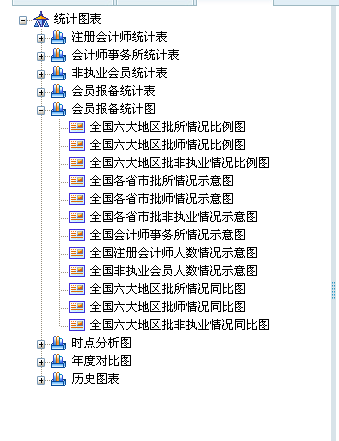 统计图表
注册会计师统计表
会计师事务所统计表
非执业会员统计表
会员报备统计表
会员报备统计图
全国六大地区批所情况比例图
全国六大地区批师情况比例图
全国六大地区批非执业情况比例图
全国各省市批所情况示意图
全国各省市批师情况示意图
全国各省市批非执业情况示意图
全国会计师事务所情况示意图
全国注册会计师人数情况示意图
全国非执业会员人数情况示意图
全国六大地区批所情况同比图
全国六大地区批师情况同比图
全国六大地区批非执业情况同比图
时点分析图
年度对比图
历史图表